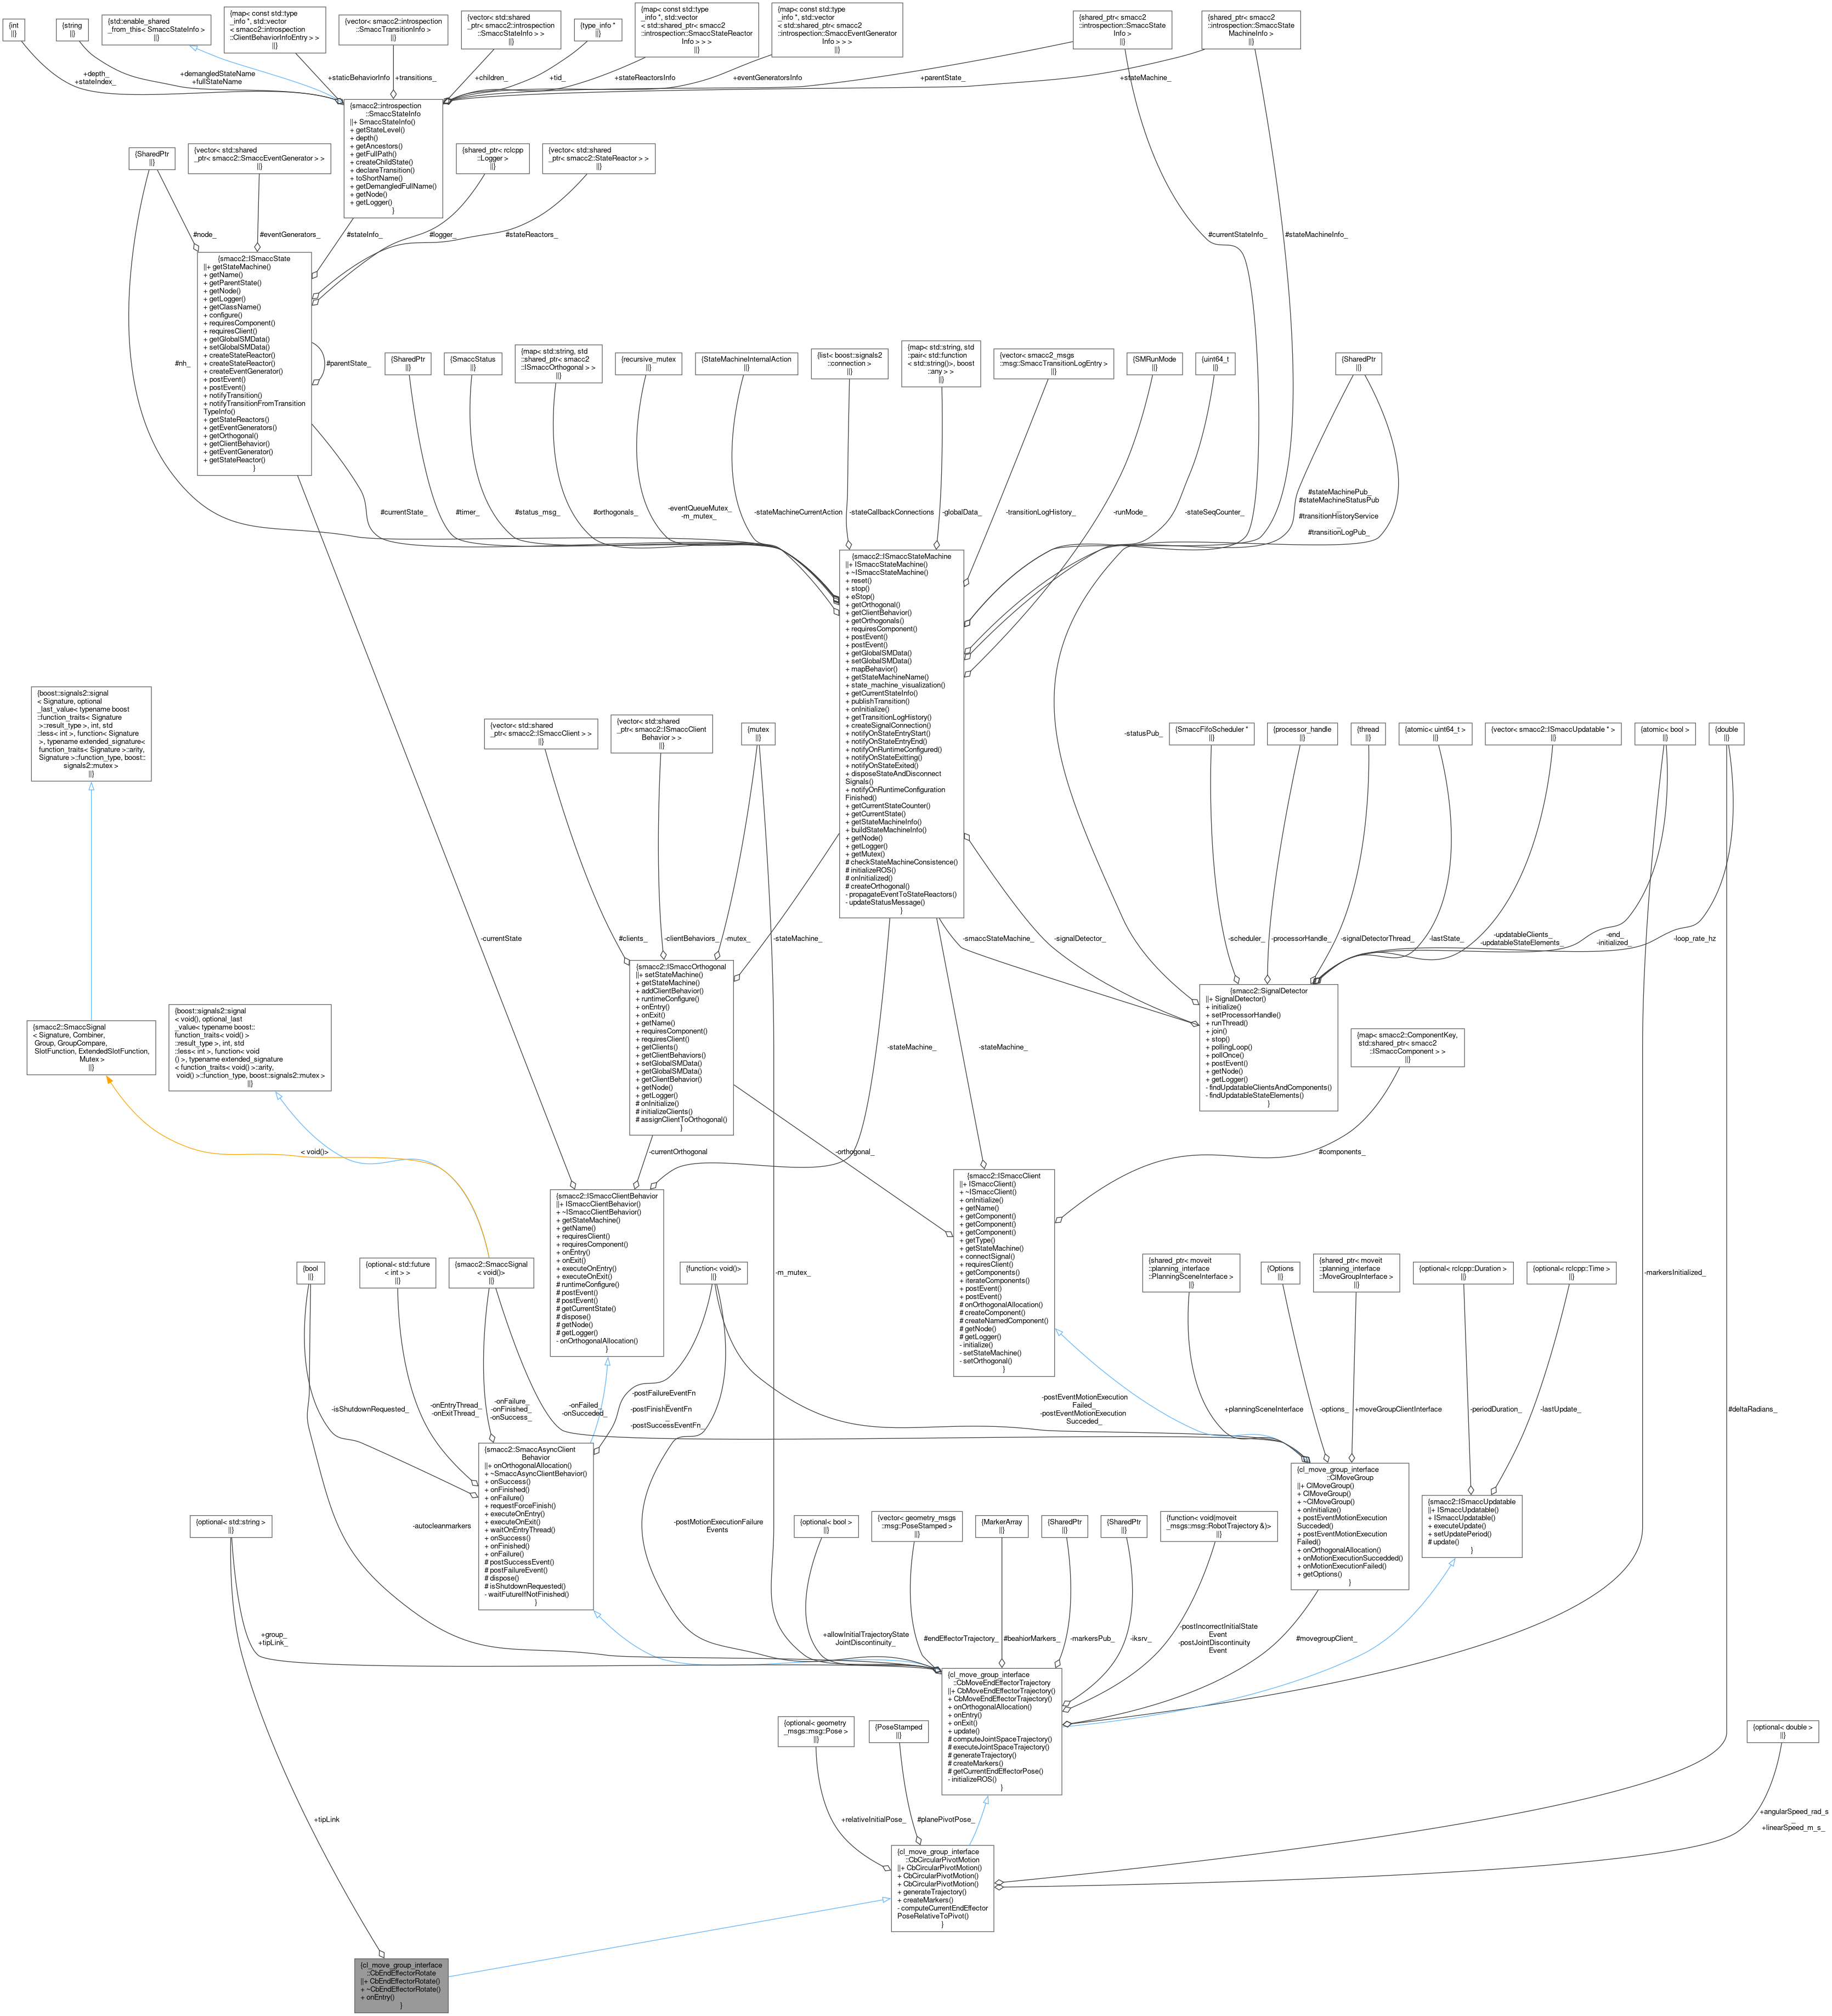 {int
||}
{string
||}
{std::enable_shared
_from_this< SmaccStateInfo >
||}
{map< const std::type
_info *, std::vector
< smacc2::introspection
::ClientBehaviorInfoEntry > >
||}
{vector< smacc2::introspection
::SmaccTransitionInfo >
||}
{vector< std::shared
_ptr< smacc2::introspection
::SmaccStateInfo > >
||}
{type_info *
||}
{map< const std::type
_info *, std::vector
< std::shared_ptr< smacc2
::introspection::SmaccStateReactor
Info > > >
||}
{map< const std::type
_info *, std::vector
< std::shared_ptr< smacc2
::introspection::SmaccEventGenerator
Info > > >
||}
{shared_ptr< smacc2
::introspection::SmaccState
Info >
||}
{shared_ptr< smacc2
::introspection::SmaccState
MachineInfo >
||}
+depth_
+stateIndex_
+demangledStateName
+fullStateName
+staticBehaviorInfo
+transitions_
+children_
+tid_
+stateReactorsInfo
+eventGeneratorsInfo
+parentState_
+stateMachine_
{smacc2::introspection
::SmaccStateInfo
||+ SmaccStateInfo()
+ getStateLevel()
+ depth()
+ getAncestors()
+ getFullPath()
+ createChildState()
+ declareTransition()
+ toShortName()
+ getDemangledFullName()
+ getNode()
+ getLogger()
}
{SharedPtr
||}
{vector< std::shared
_ptr< smacc2::SmaccEventGenerator > >
||}
{shared_ptr< rclcpp
::Logger >
||}
{vector< std::shared
_ptr< smacc2::StateReactor > >
||}
#node_
#eventGenerators_
#stateInfo_
#logger_
#stateReactors_
#currentStateInfo_
#stateMachineInfo_
{smacc2::ISmaccState
||+ getStateMachine()
+ getName()
+ getParentState()
+ getNode()
+ getLogger()
+ getClassName()
+ configure()
+ requiresComponent()
+ requiresClient()
+ getGlobalSMData()
+ setGlobalSMData()
+ createStateReactor()
+ createStateReactor()
+ createEventGenerator()
+ postEvent()
+ postEvent()
+ notifyTransition()
+ notifyTransitionFromTransition
TypeInfo()
+ getStateReactors()
+ getEventGenerators()
+ getOrthogonal()
+ getClientBehavior()
+ getEventGenerator()
+ getStateReactor()
}
#nh_
#parentState_
{SharedPtr
||}
{SmaccStatus
||}
{map< std::string, std
::shared_ptr< smacc2
::ISmaccOrthogonal > >
||}
{recursive_mutex
||}
{StateMachineInternalAction
||}
{list< boost::signals2
::connection >
||}
{map< std::string, std
::pair< std::function
< std::string()>, boost
::any > >
||}
{vector< smacc2_msgs
::msg::SmaccTransitionLogEntry >
||}
{SMRunMode
||}
{uint64_t
||}
{SharedPtr
||}
#currentState_
#timer_
#status_msg_
#orthogonals_
-eventQueueMutex_
-m_mutex_
-stateMachineCurrentAction
-stateCallbackConnections
-globalData_
-transitionLogHistory_
-runMode_
-stateSeqCounter_
#stateMachinePub_
#stateMachineStatusPub
_
#transitionHistoryService
_
#transitionLogPub_
{smacc2::ISmaccStateMachine
||+ ISmaccStateMachine()
+ ~ISmaccStateMachine()
+ reset()
+ stop()
+ eStop()
+ getOrthogonal()
+ getClientBehavior()
+ getOrthogonals()
+ requiresComponent()
+ postEvent()
+ postEvent()
+ getGlobalSMData()
+ setGlobalSMData()
+ mapBehavior()
+ getStateMachineName()
+ state_machine_visualization()
+ getCurrentStateInfo()
+ publishTransition()
+ onInitialize()
+ getTransitionLogHistory()
+ createSignalConnection()
+ notifyOnStateEntryStart()
+ notifyOnStateEntryEnd()
+ notifyOnRuntimeConfigured()
+ notifyOnStateExitting()
+ notifyOnStateExited()
+ disposeStateAndDisconnect
Signals()
+ notifyOnRuntimeConfiguration
Finished()
+ getCurrentStateCounter()
+ getCurrentState()
+ getStateMachineInfo()
+ buildStateMachineInfo()
+ getNode()
+ getLogger()
+ getMutex()
# checkStateMachineConsistence()
# initializeROS()
# onInitialized()
# createOrthogonal()
- propagateEventToStateReactors()
- updateStatusMessage()
}
{boost::signals2::signal
< Signature, optional
_last_value< typename boost
::function_traits< Signature
>::result_type >, int, std
::less< int >, function< Signature
>, typename extended_signature<
function_traits< Signature >::arity,
Signature >::function_type, boost::
signals2::mutex >
||}
{vector< std::shared
_ptr< smacc2::ISmaccClient > >
||}
{vector< std::shared
_ptr< smacc2::ISmaccClient
Behavior > >
||}
{mutex
||}
-statusPub_
{SmaccFifoScheduler *
||}
{processor_handle
||}
{thread
||}
{atomic< uint64_t >
||}
{vector< smacc2::ISmaccUpdatable * >
||}
{atomic< bool >
||}
{double
||}
-currentState
#clients_
-clientBehaviors_
-mutex_
-stateMachine_
-smaccStateMachine_
-signalDetector_
-scheduler_
-processorHandle_
-signalDetectorThread_
-lastState_
-updatableClients_
-updatableStateElements_
-end_
-initialized_
-loop_rate_hz
{smacc2::ISmaccOrthogonal
||+ setStateMachine()
+ getStateMachine()
+ addClientBehavior()
+ runtimeConfigure()
+ onEntry()
+ onExit()
+ getName()
+ requiresComponent()
+ requiresClient()
+ getClients()
+ getClientBehaviors()
+ setGlobalSMData()
+ getGlobalSMData()
+ getClientBehavior()
+ getNode()
+ getLogger()
# onInitialize()
# initializeClients()
# assignClientToOrthogonal()
}
{smacc2::SignalDetector
||+ SignalDetector()
+ initialize()
+ setProcessorHandle()
+ runThread()
+ join()
+ stop()
+ pollingLoop()
+ pollOnce()
+ postEvent()
+ getNode()
+ getLogger()
- findUpdatableClientsAndComponents()
- findUpdatableStateElements()
}
{smacc2::SmaccSignal
< Signature, Combiner,
Group, GroupCompare,
SlotFunction, ExtendedSlotFunction,
Mutex >
||}
{boost::signals2::signal
< void(), optional_last
_value< typename boost::
function_traits< void() >
::result_type >, int, std
::less< int >, function< void
() >, typename extended_signature
< function_traits< void() >::arity,
void() >::function_type, boost::signals2::mutex >
||}
-stateMachine_
-stateMachine_
{map< smacc2::ComponentKey,
std::shared_ptr< smacc2
::ISmaccComponent > >
||}
< void()>
-currentOrthogonal
-orthogonal_
#components_
{smacc2::ISmaccClientBehavior
||+ ISmaccClientBehavior()
+ ~ISmaccClientBehavior()
+ getStateMachine()
+ getName()
+ requiresClient()
+ requiresComponent()
+ onEntry()
+ onExit()
+ executeOnEntry()
+ executeOnExit()
# runtimeConfigure()
# postEvent()
# postEvent()
# getCurrentState()
# dispose()
# getNode()
# getLogger()
- onOrthogonalAllocation()
}
{smacc2::ISmaccClient
||+ ISmaccClient()
+ ~ISmaccClient()
+ onInitialize()
+ getName()
+ getComponent()
+ getComponent()
+ getComponent()
+ getType()
+ getStateMachine()
+ connectSignal()
+ requiresClient()
+ getComponents()
+ iterateComponents()
+ postEvent()
+ postEvent()
# onOrthogonalAllocation()
# createComponent()
# createNamedComponent()
# getNode()
# getLogger()
- initialize()
- setStateMachine()
- setOrthogonal()
}
{bool
||}
{optional< std::future
< int > >
||}
{smacc2::SmaccSignal
< void()>
||}
{function< void()>
||}
-m_mutex_
{shared_ptr< moveit
::planning_interface
::PlanningSceneInterface >
||}
{Options
||}
{shared_ptr< moveit
::planning_interface
::MoveGroupInterface >
||}
{optional< rclcpp::Duration >
||}
{optional< rclcpp::Time >
||}
-markersInitialized_
-isShutdownRequested_
-onEntryThread_
-onExitThread_
-onFailure_
-onFinished_
-onSuccess_
-onFailed_
-onSucceded_
-postFailureEventFn
_
-postFinishEventFn
_
-postSuccessEventFn_
-postEventMotionExecution
Failed_
-postEventMotionExecution
Succeded_
+planningSceneInterface
-options_
+moveGroupClientInterface
-periodDuration_
-lastUpdate_
#deltaRadians_
{smacc2::SmaccAsyncClient
Behavior
||+ onOrthogonalAllocation()
+ ~SmaccAsyncClientBehavior()
+ onSuccess()
+ onFinished()
+ onFailure()
+ requestForceFinish()
+ executeOnEntry()
+ executeOnExit()
+ waitOnEntryThread()
+ onSuccess()
+ onFinished()
+ onFailure()
# postSuccessEvent()
# postFailureEvent()
# dispose()
# isShutdownRequested()
- waitFutureIfNotFinished()
}
{cl_move_group_interface
::ClMoveGroup
||+ ClMoveGroup()
+ ClMoveGroup()
+ ~ClMoveGroup()
+ onInitialize()
+ postEventMotionExecution
Succeded()
+ postEventMotionExecution
Failed()
+ onOrthogonalAllocation()
+ onMotionExecutionSuccedded()
+ onMotionExecutionFailed()
+ getOptions()
}
{smacc2::ISmaccUpdatable
||+ ISmaccUpdatable()
+ ISmaccUpdatable()
+ executeUpdate()
+ setUpdatePeriod()
# update()
}
{optional< std::string >
||}
-autocleanmarkers
-postMotionExecutionFailure
Events
{optional< bool >
||}
{vector< geometry_msgs
::msg::PoseStamped >
||}
{MarkerArray
||}
{SharedPtr
||}
{SharedPtr
||}
{function< void(moveit
_msgs::msg::RobotTrajectory &)>
||}
+group_
+tipLink_
+allowInitialTrajectoryState
JointDiscontinuity_
#endEffectorTrajectory_
#beahiorMarkers_
-markersPub_
-iksrv_
-postIncorrectInitialState
Event
-postJointDiscontinuity
Event
#movegroupClient_
{cl_move_group_interface
::CbMoveEndEffectorTrajectory
||+ CbMoveEndEffectorTrajectory()
+ CbMoveEndEffectorTrajectory()
+ onOrthogonalAllocation()
+ onEntry()
+ onExit()
+ update()
# computeJointSpaceTrajectory()
# executeJointSpaceTrajectory()
# generateTrajectory()
# createMarkers()
# getCurrentEndEffectorPose()
- initializeROS()
}
{optional< geometry
_msgs::msg::Pose >
||}
{PoseStamped
||}
{optional< double >
||}
+tipLink
+relativeInitialPose_
#planePivotPose_
+angularSpeed_rad_s
_
+linearSpeed_m_s_
{cl_move_group_interface
::CbCircularPivotMotion
||+ CbCircularPivotMotion()
+ CbCircularPivotMotion()
+ CbCircularPivotMotion()
+ generateTrajectory()
+ createMarkers()
- computeCurrentEndEffector
PoseRelativeToPivot()
}
{cl_move_group_interface
::CbEndEffectorRotate
||+ CbEndEffectorRotate()
+ ~CbEndEffectorRotate()
+ onEntry()
}